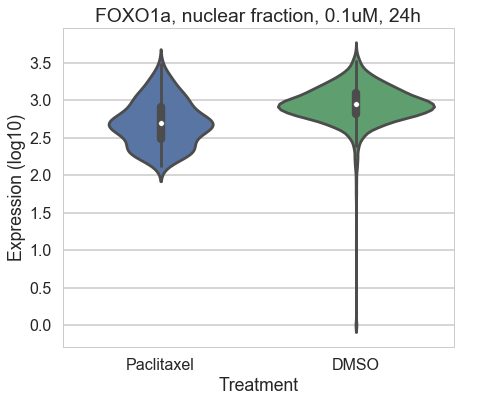 FOXO1a, nuclear fraction, 0.1uM, 24h
Expression (log10)
3.5
3.0
2.5
2.0
1.5
1.0
0.5
0.0
Paclitaxel
DMSO
Treatment